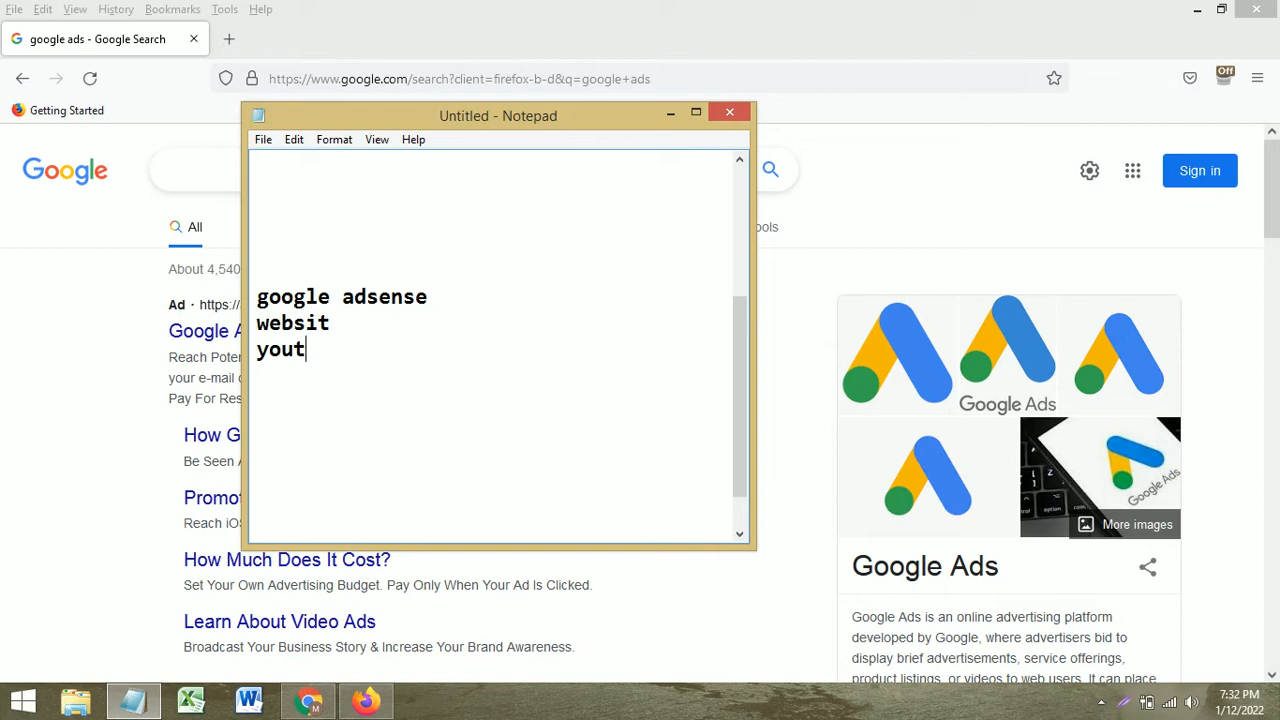 File Edit View History Bookmarks Tools Help
google ads - Google Search
https://www.google.com/search?client=firefox-b-d&q=google+ads
Off
Getting Started
Untitled - Notepad
File Edit Format View Help
Google
Sign in
All
ools
About 4,540
google adsense
websit
yout
Ad · https:/
Google A
Reach Poten
your e-mail
Pay For Res
How G
Be Seen
Promot
Reach iOS
How Much Does It Cost?
Set Your Own Advertising Budget. Pay Only When Your Ad Is Clicked.
Learn About Video Ads
Broadcast Your Business Story & Increase Your Brand Awareness.
Google Ads
Google Ads
option
More images
Google Ads
Google Ads is an online advertising platform
developed by Google, where advertisers bid to
display brief advertisements, service offerings,
product listings, or videos to web users. It can place
7:32 PM
1/12/2022